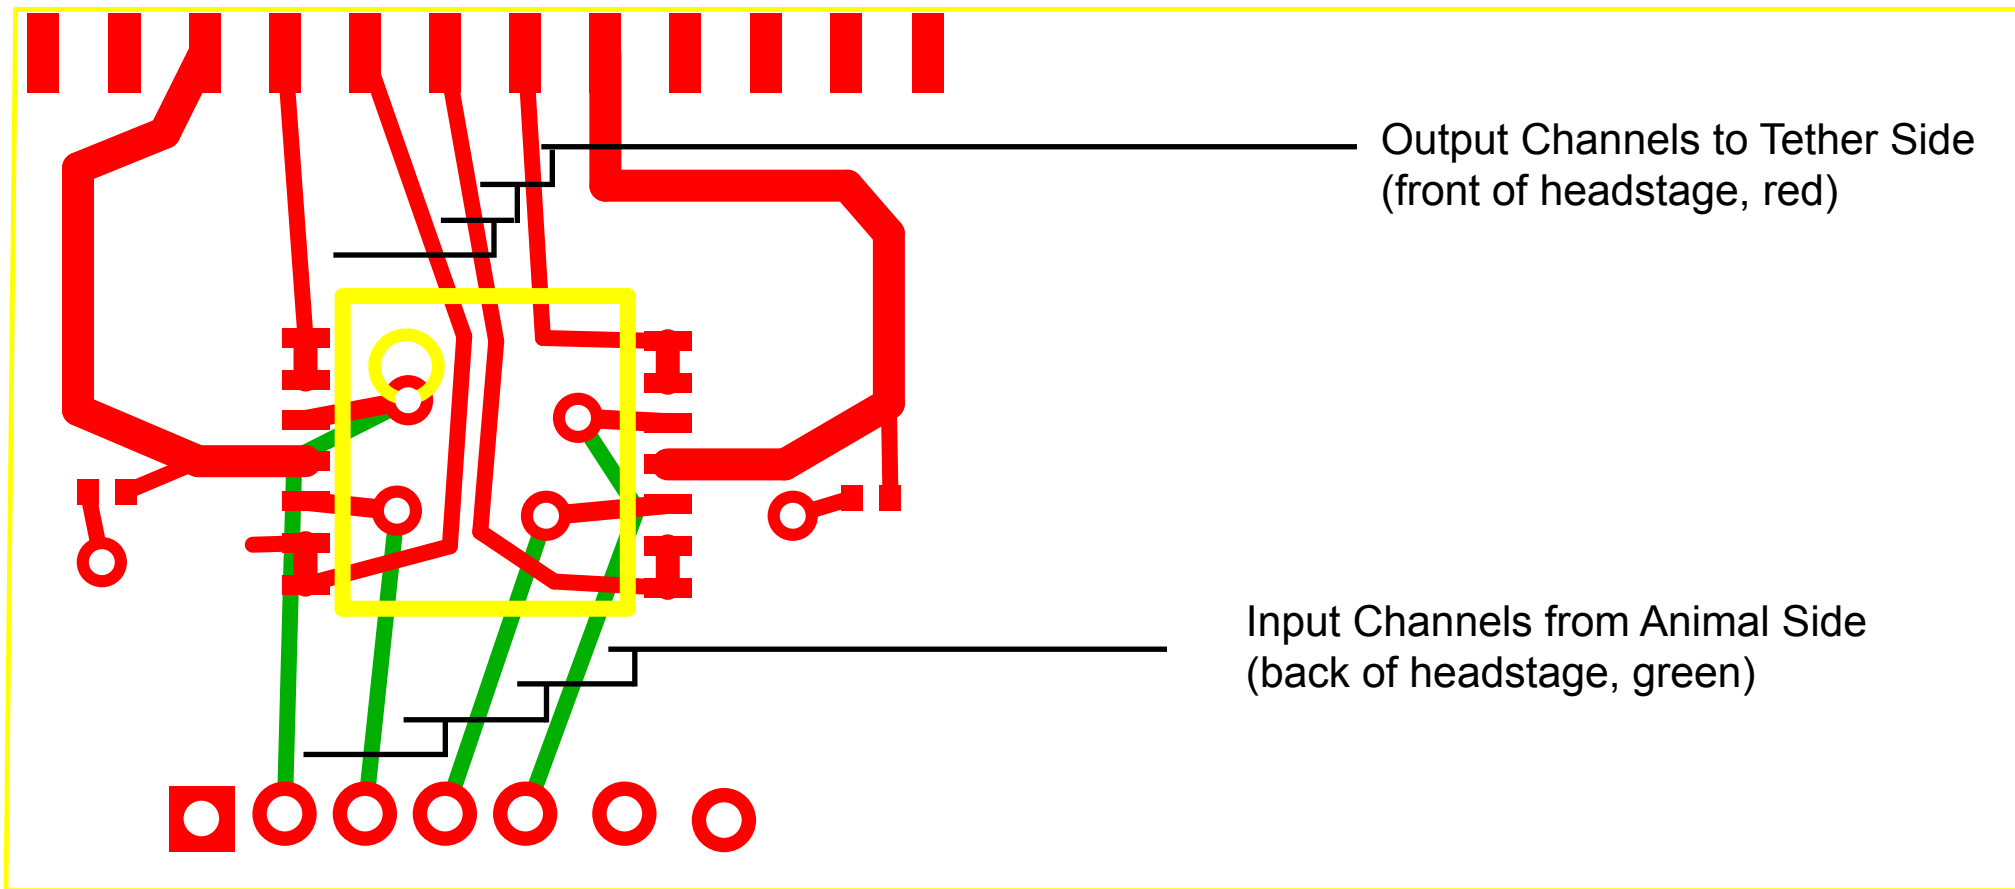 Output Channels to Tether Side
(front of headstage, red)
Input Channels from Animal Side
(back of headstage, green)